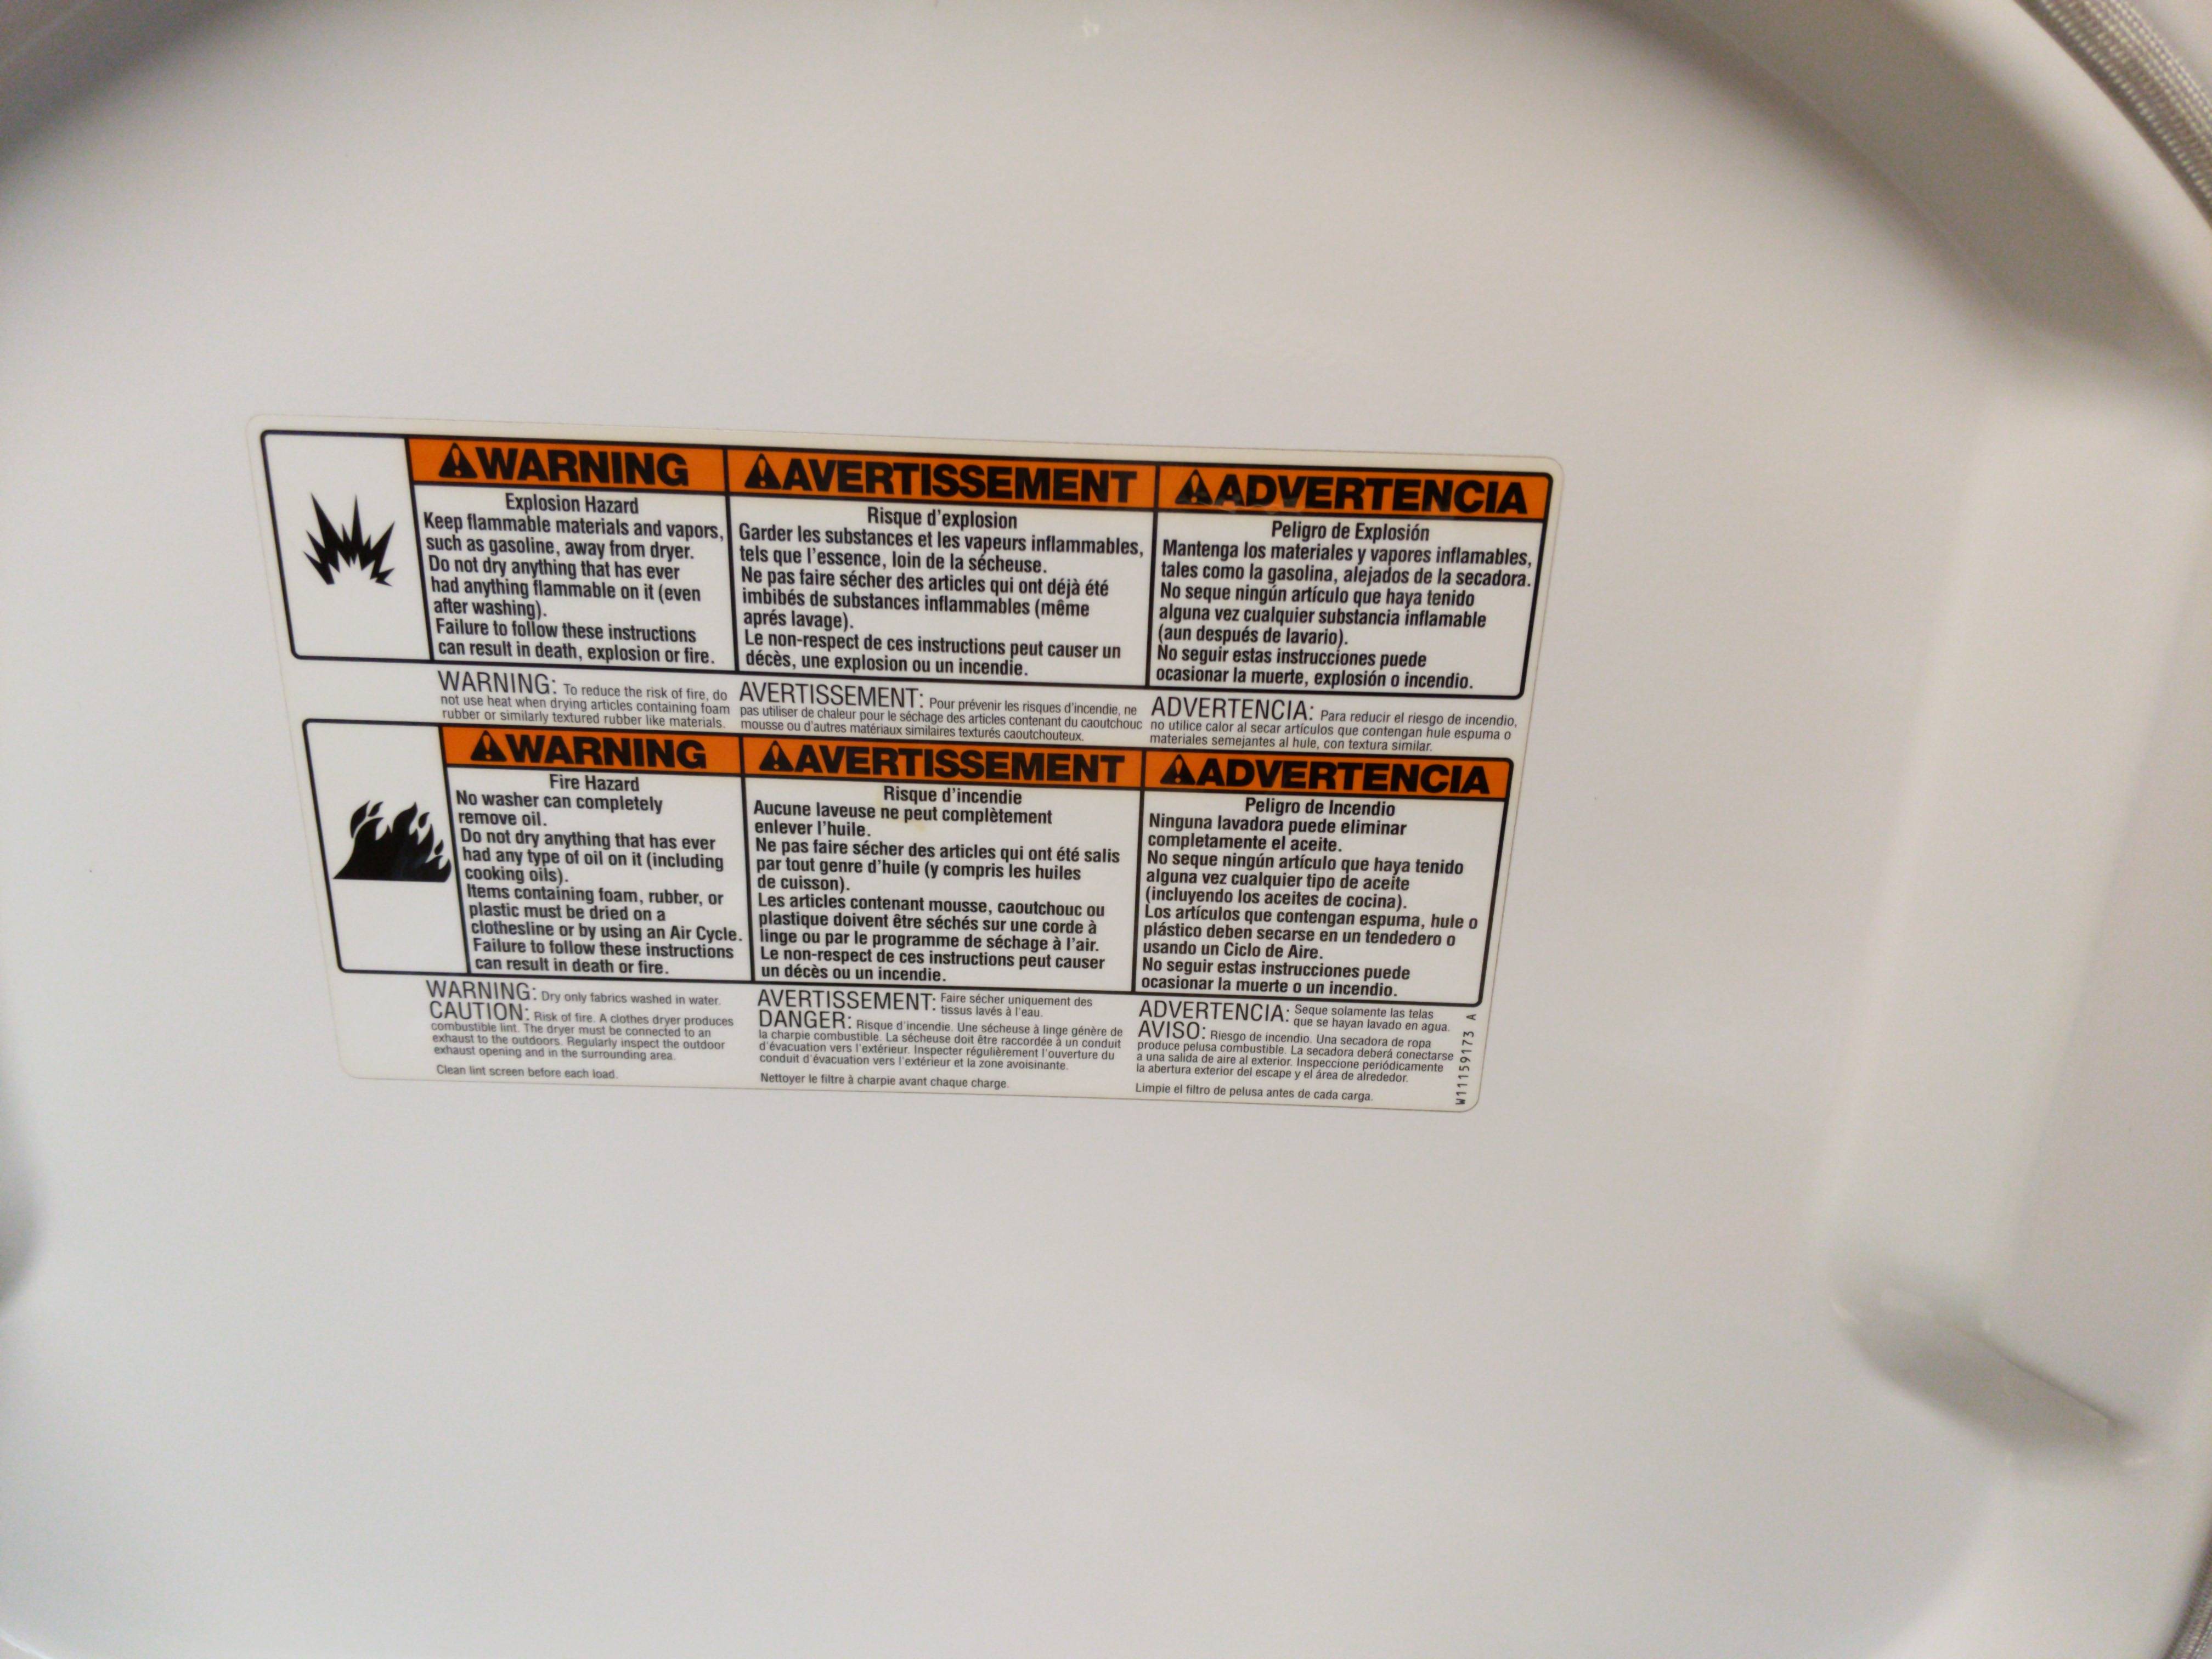 ⚠WARNING
Explosion Hazard
Keep flammable materials and vapors,
such as gasoline, away from dryer.
Do not dry anything that has ever
had anything flammable on it (even
after washing).
Failure to follow these instructions
can result in death, explosion or fire.
⚠AVERTISSEMENT
Risque d'explosion
Garder les substances et les vapeurs inflammables,
tels que l'essence, loin de la sécheuse.
Ne pas faire sécher des articles qui ont déjà été
imbibés de substances inflammables (même
aprés lavage).
Le non-respect de ces instructions peut causer un
décès, une explosion ou un incendie.
⚠ADVERTENCIA
Peligro de Explosión
Mantenga los materiales y vapores inflamables,
tales como la gasolina, alejados de la secadora.
No seque ningún artículo que haya tenido
alguna vez cualquier substancia inflamable
(aun después de lavario).
No seguir estas instrucciones puede
ocasionar la muerte, explosión o incendio.
WARNING: To reduce the risk of fire, do
not use heat when drying articles containing foam
rubber or similarly textured rubber like materials.
AVERTISSEMENT: Pour prévenir les risques d'incendie, ne
pas utiliser de chaleur pour le séchage des articles contenant du caoutchouc
mousse ou d'autres matériaux similaires texturés caoutchouteux.
ADVERTENCIA: Para reducir el riesgo de incendio,
no utilice calor al secar artículos que contengan hule espuma o
materiales semejantes al hule, con textura similar.
⚠WARNING
Fire Hazard
No washer can completely
remove oil.
Do not dry anything that has ever
had any type of oil on it (including
cooking oils).
Items containing foam, rubber, or
plastic must be dried on a
clothesline or by using an Air Cycle.
Failure to follow these instructions
can result in death or fire.
⚠AVERTISSEMENT
Risque d'incendie
Aucune laveuse ne peut complètement
enlever l'huile.
Ne pas faire sécher des articles qui ont été salis
par tout genre d'huile (y compris les huiles
de cuisson).
Les articles contenant mousse, caoutchouc ou
plastique doivent être séchés sur une corde à
linge ou par le programme de séchage à l'air.
Le non-respect de ces instructions peut causer
un décès ou un incendie.
⚠ADVERTENCIA
Peligro de Incendio
Ninguna lavadora puede eliminar
completamente el aceite.
No seque ningún artículo que haya tenido
alguna vez cualquier tipo de aceite
(incluyendo los aceites de cocina).
Los artículos que contengan espuma, hule o
plástico deben secarse en un tendedero o
usando un Ciclo de Aire.
No seguir estas instrucciones puede
ocasionar la muerte o un incendio.
WARNING: Dry only fabrics washed in water.
CAUTION: Risk of fire. A clothes dryer produces
combustible lint. The dryer must be connected to an
exhaust to the outdoors. Regularly inspect the outdoor
exhaust opening and in the surrounding area.
Clean lint screen before each load.
AVERTISSEMENT: Faire sécher uniquement des
tissus lavés à l'eau.
DANGER: Risque d'incendie. Une sécheuse à linge génère de
la charpie combustible. La sécheuse doit être raccordée à un conduit
d'évacuation vers l'extérieur. Inspecter régulièrement l'ouverture du
conduit d'évacuation vers l'extérieur et la zone avoisinante.
Nettoyer le filtre à charpie avant chaque charge.
ADVERTENCIA: Seque solamente las telas
que se hayan lavado en agua.
AVISO: Riesgo de incendio. Una secadora de ropa
produce pelusa combustible. La secadora deberá conectarse
a una salida de aire al exterior. Inspeccione periódicamente
la abertura exterior del escape y el área de alrededor.
Limpie el filtro de pelusa antes de cada carga.
W11159173 A